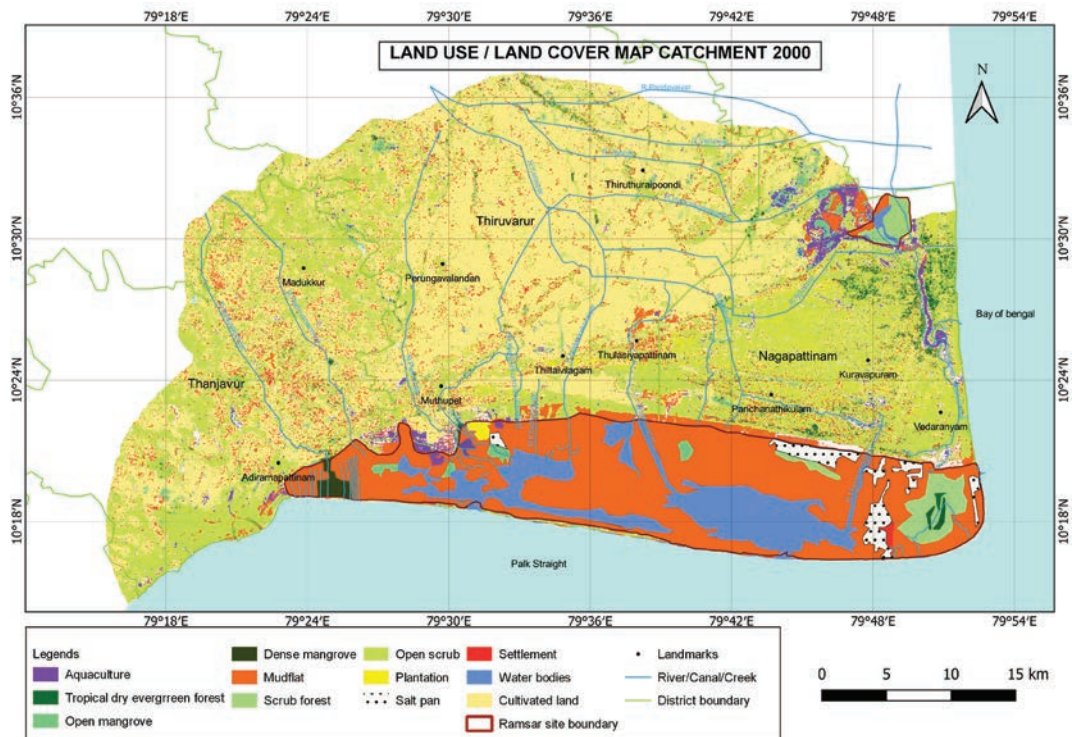 79°18′E 79°24′E 79°30′E 79°36′E 79°42′E 79°48′E 79°54′E
LAND USE / LAND COVER MAP CATCHMENT 2000
N
10°36′N 10°36′N
Thiruthuraipoondi
Thiruvarur
10°30′N 10°30′N
Madukkur
Perungavalandan
Bay of bengal
Thulasiyapattinam
Thillaivilagam
Nagapattinam
Kuravapuram
10°24′N 10°24′N
Thanjavur
Muthupet
Panchanathikulam
Vedaranyam
Adiramapattinam
10°18′N 10°18′N
Palk Straight
79°18′E 79°24′E 79°30′E 79°36′E 79°42′E 79°48′E 79°54′E
Legends
Aquaculture
Tropical dry evergrreen forest
Open mangrove
Dense mangrove
Mudflat
Scrub forest
Open scrub
Plantation
Salt pan
Settlement
Water bodies
Cultivated land
Ramsar site boundary
Landmarks
River/Canal/Creek
District boundary
0 5 10 15 km